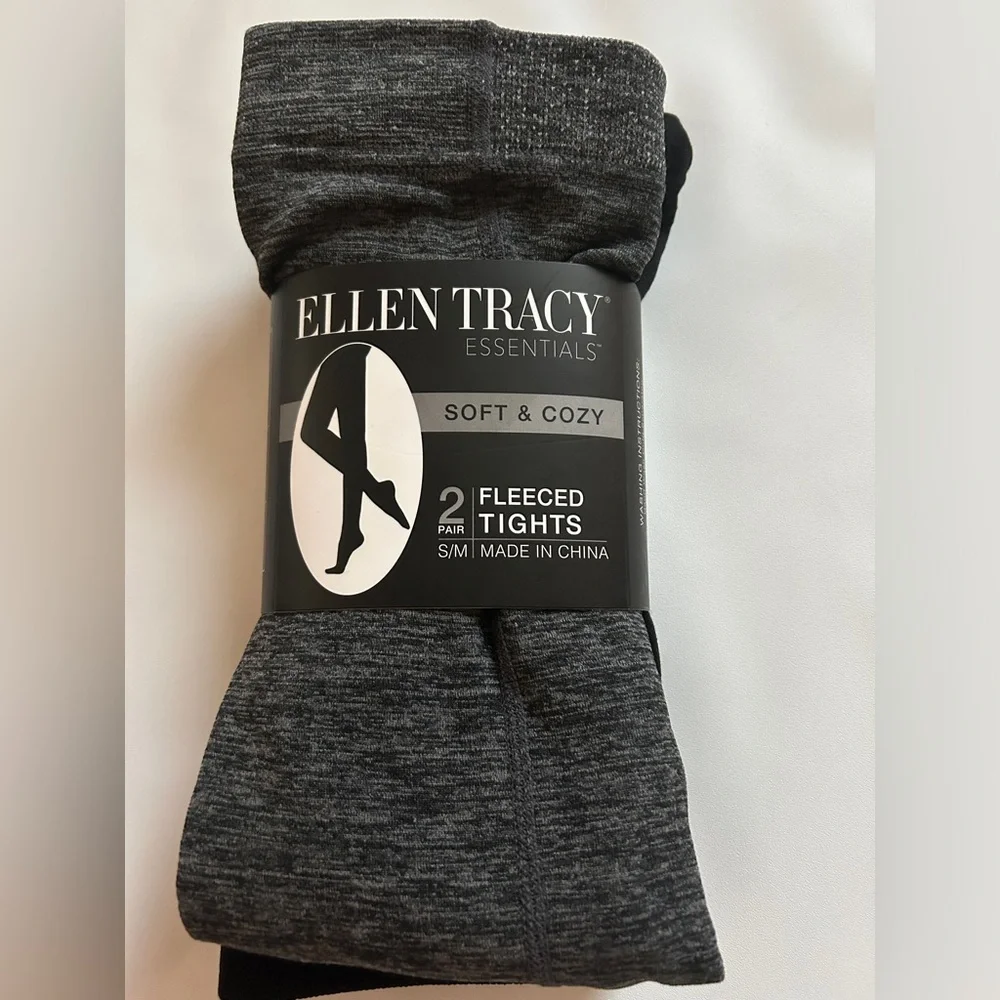 ELLEN TRACY®
ESSENTIALS™
SOFT & COZY
2 PAIR
FLEECED
TIGHTS
S/M
MADE IN CHINA
WASHING INSTRUCTIONS: